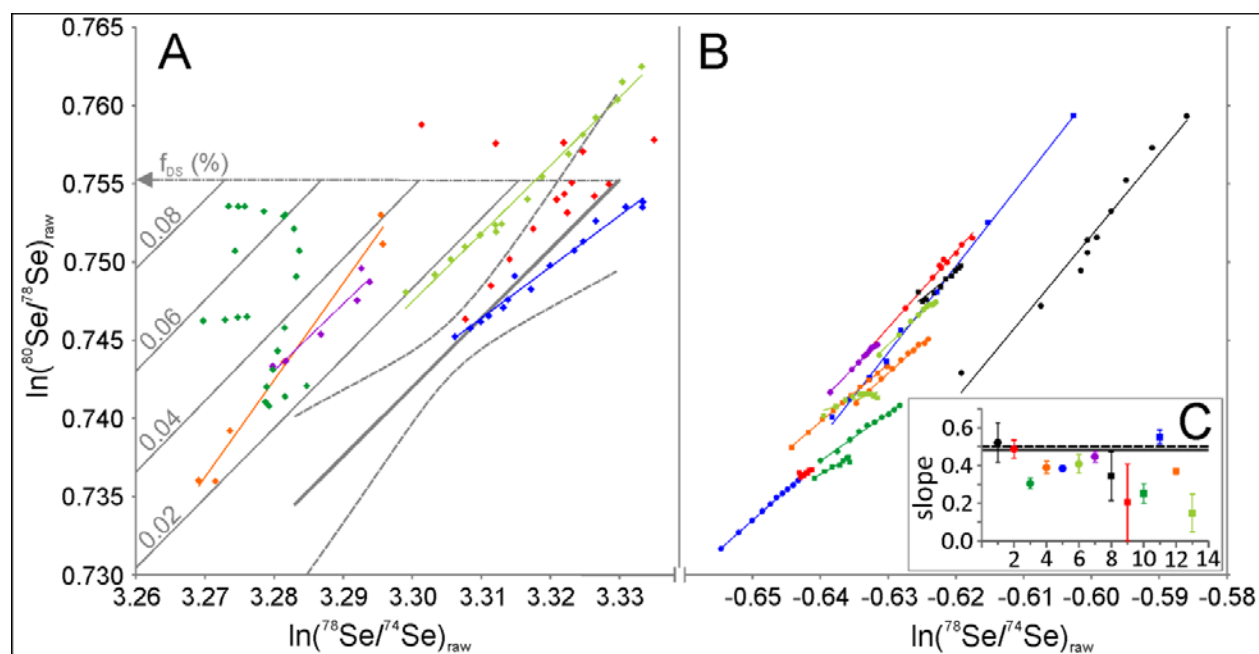 A
B
C
ln(⁸⁰Se/⁷⁸Se)raw
0.765
0.760
0.755
0.750
0.745
0.740
0.735
0.730
fDS (%)
0.08
0.06
0.04
0.02
3.26 3.27 3.28 3.29 3.30 3.31 3.32 3.33
ln(⁷⁸Se/⁷⁴Se)raw
-0.65 -0.64 -0.63 -0.62 -0.61 -0.60 -0.59 -0.58
ln(⁷⁸Se/⁷⁴Se)raw
slope
0.6
0.4
0.2
0.0
2 4 6 8 10 12 14